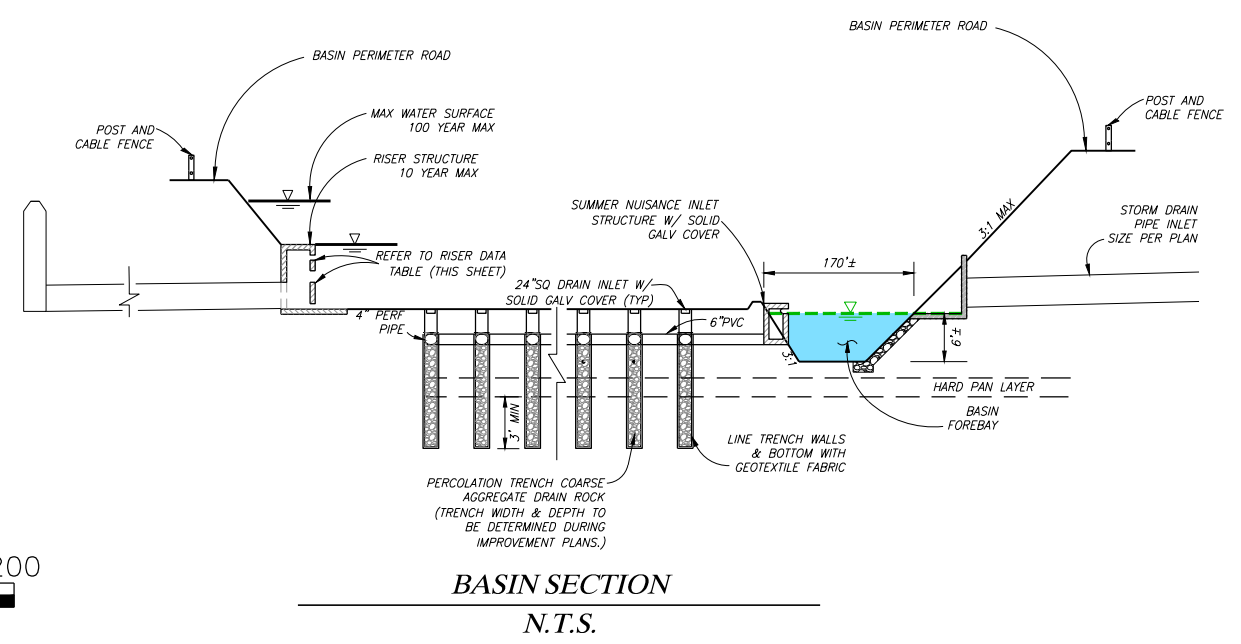 BASIN PERIMETER ROAD
BASIN PERIMETER ROAD
MAX WATER SURFACE
100 YEAR MAX
POST AND
CABLE FENCE
POST AND
CABLE FENCE
RISER STRUCTURE
10 YEAR MAX
SUMMER NUISANCE INLET
STRUCTURE W/ SOLID
GALV COVER
3:1 MAX
STORM DRAIN
PIPE INLET
SIZE PER PLAN
REFER TO RISER DATA
TABLE (THIS SHEET)
170'±
24"SQ DRAIN INLET W/
SOLID GALV COVER (TYP)
4" PERF
PIPE
6"PVC
6'±
3:1
HARD PAN LAYER
3' MIN
BASIN
FOREBAY
LINE TRENCH WALLS
& BOTTOM WITH
GEOTEXTILE FABRIC
PERCOLATION TRENCH COARSE
AGGREGATE DRAIN ROCK
(TRENCH WIDTH & DEPTH TO
BE DETERMINED DURING
IMPROVEMENT PLANS.)
BASIN SECTION
N.T.S.